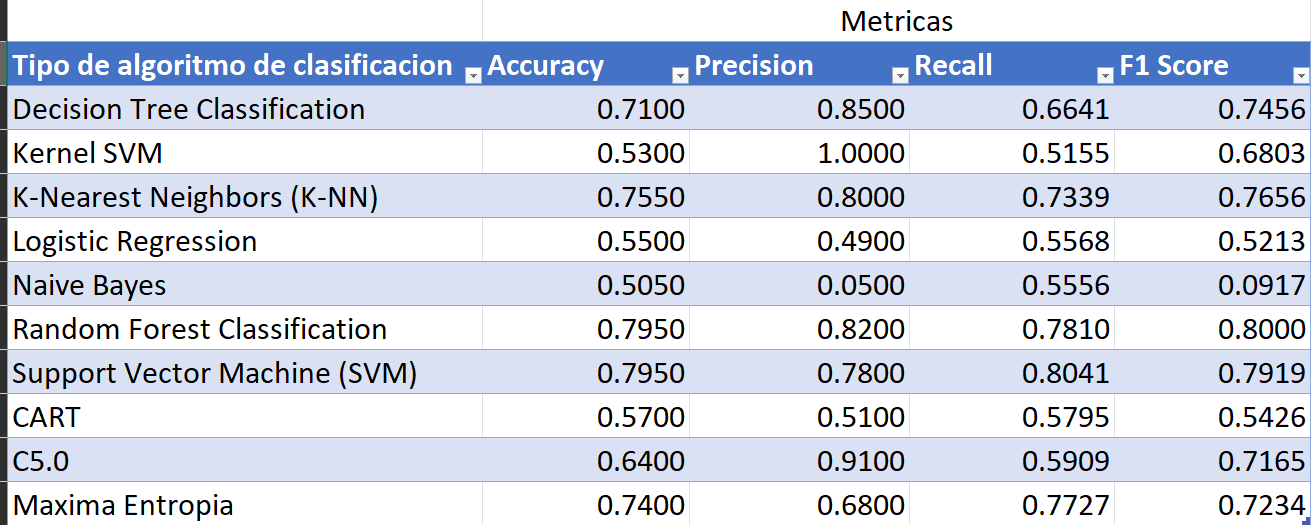 Metricas
Tipo de algoritmo de clasificacion Accuracy Precision Recall F1 Score
Decision Tree Classification 0.7100 0.8500 0.6641 0.7456
Kernel SVM 0.5300 1.0000 0.5155 0.6803
K-Nearest Neighbors (K-NN) 0.7550 0.8000 0.7339 0.7656
Logistic Regression 0.5500 0.4900 0.5568 0.5213
Naive Bayes 0.5050 0.0500 0.5556 0.0917
Random Forest Classification 0.7950 0.8200 0.7810 0.8000
Support Vector Machine (SVM) 0.7950 0.7800 0.8041 0.7919
CART 0.5700 0.5100 0.5795 0.5426
C5.0 0.6400 0.9100 0.5909 0.7165
Maxima Entropia 0.7400 0.6800 0.7727 0.7234